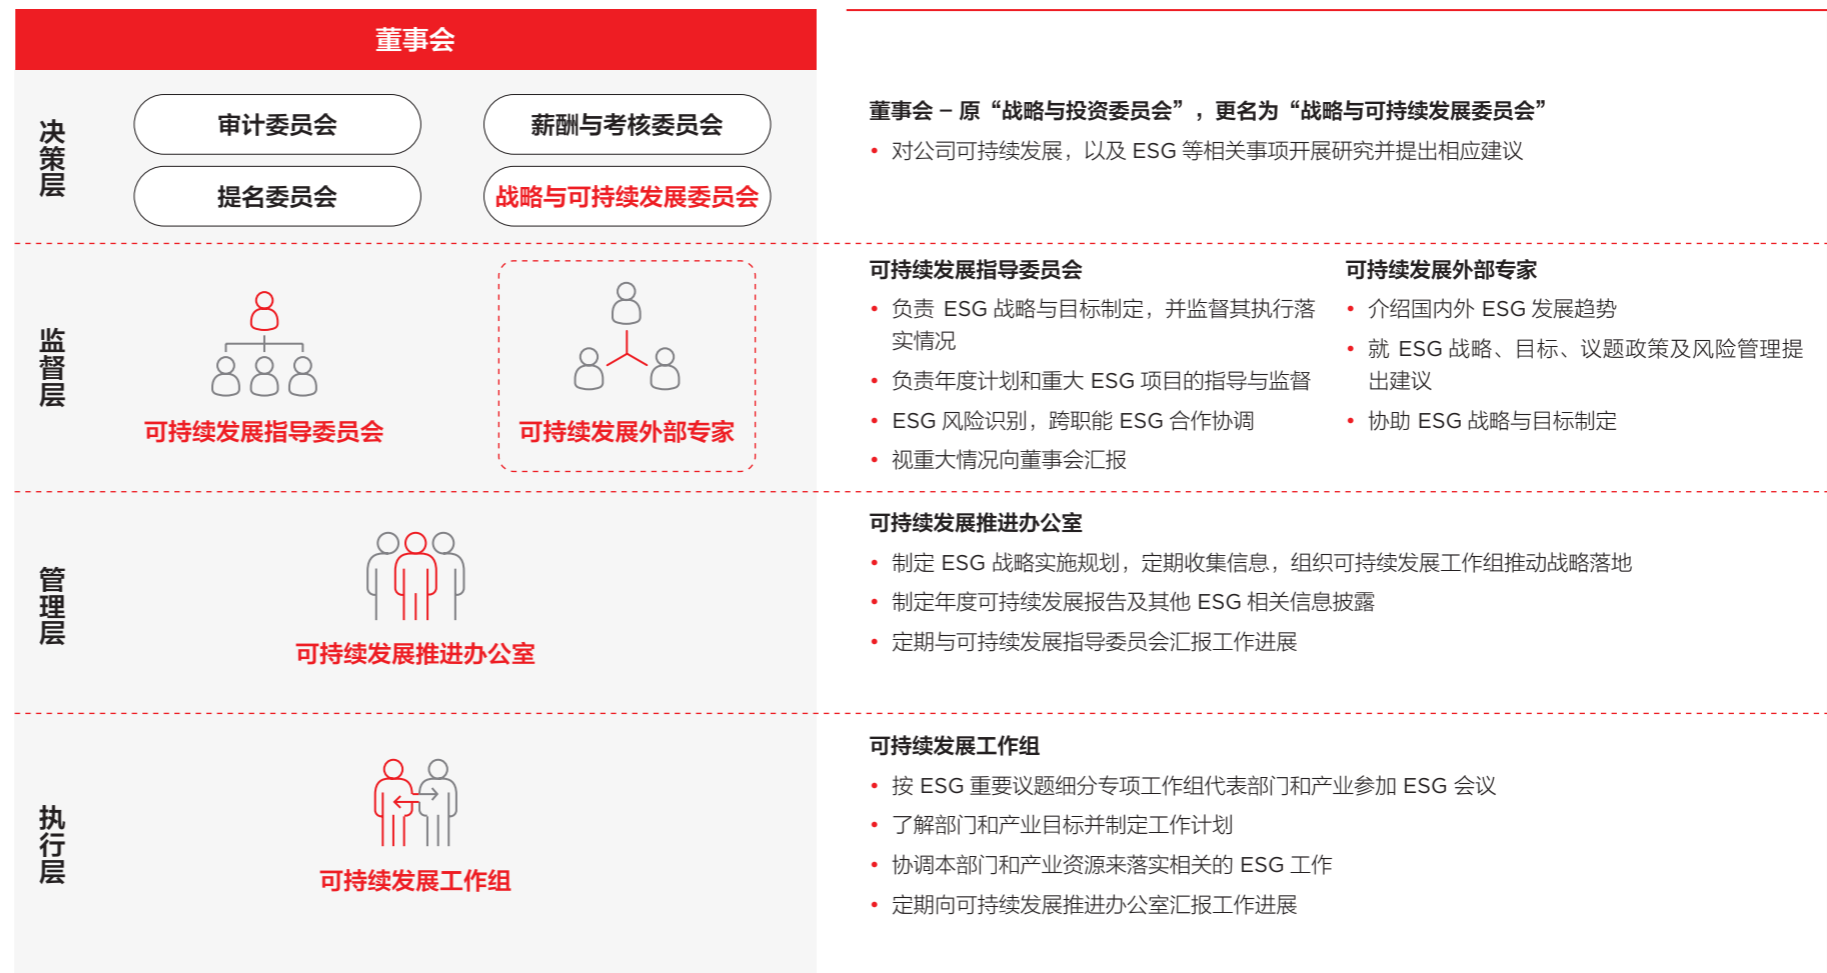 董事会
决策层
审计委员会
薪酬与考核委员会
提名委员会
战略与可持续发展委员会
董事会 – 原“战略与投资委员会”，更名为“战略与可持续发展委员会”
• 对公司可持续发展，以及 ESG 等相关事项开展研究并提出相应建议
监督层
可持续发展指导委员会
可持续发展外部专家
可持续发展指导委员会
• 负责 ESG 战略与目标制定，并监督其执行落
实情况
• 负责年度计划和重大 ESG 项目的指导与监督
• ESG 风险识别，跨职能 ESG 合作协调
• 视重大情况向董事会汇报
可持续发展外部专家
• 介绍国内外 ESG 发展趋势
• 就 ESG 战略、目标、议题政策及风险管理提
出建议
• 协助 ESG 战略与目标制定
管理层
可持续发展推进办公室
可持续发展推进办公室
• 制定 ESG 战略实施规划，定期收集信息，组织可持续发展工作组推动战略落地
• 制定年度可持续发展报告及其他 ESG 相关信息披露
• 定期与可持续发展指导委员会汇报工作进展
执行层
可持续发展工作组
可持续发展工作组
• 按 ESG 重要议题细分专项工作组代表部门和产业参加 ESG 会议
• 了解部门和产业目标并制定工作计划
• 协调本部门和产业资源来落实相关的 ESG 工作
• 定期向可持续发展推进办公室汇报工作进展